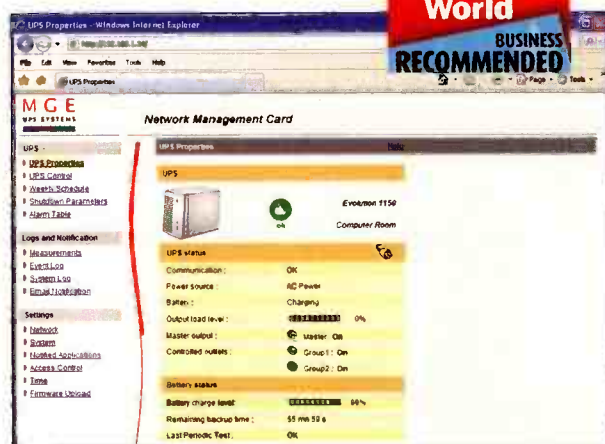 UPS Properties - Windows Internet Explorer
World
BUSINESS
RECOMMENDED
File Edit View Favorites Tools Help
UPS Properties
Page Tools
MGE
UPS SYSTEMS
Network Management Card
UPS
UPS Properties
UPS Control
Weekly Schedule
Shutdown Parameters
Alarm Table
Logs and Notification
Measurements
Event Log
System Log
Email Notification
Settings
Network
System
Notified Applications
Access Control
Time
Firmware Upload
UPS Properties Help
UPS
ok
Evolution 1150
Computer Room
UPS status
Communication : OK
Power source : AC Power
Battery : Charging
Output load level : 0%
Master output : Master: On
Controlled outlets : Group1 : On
Group2 : On
Battery status
Battery charge level:
Remaining backup time : 55 mn 59 s
Last Periodic Test : OK